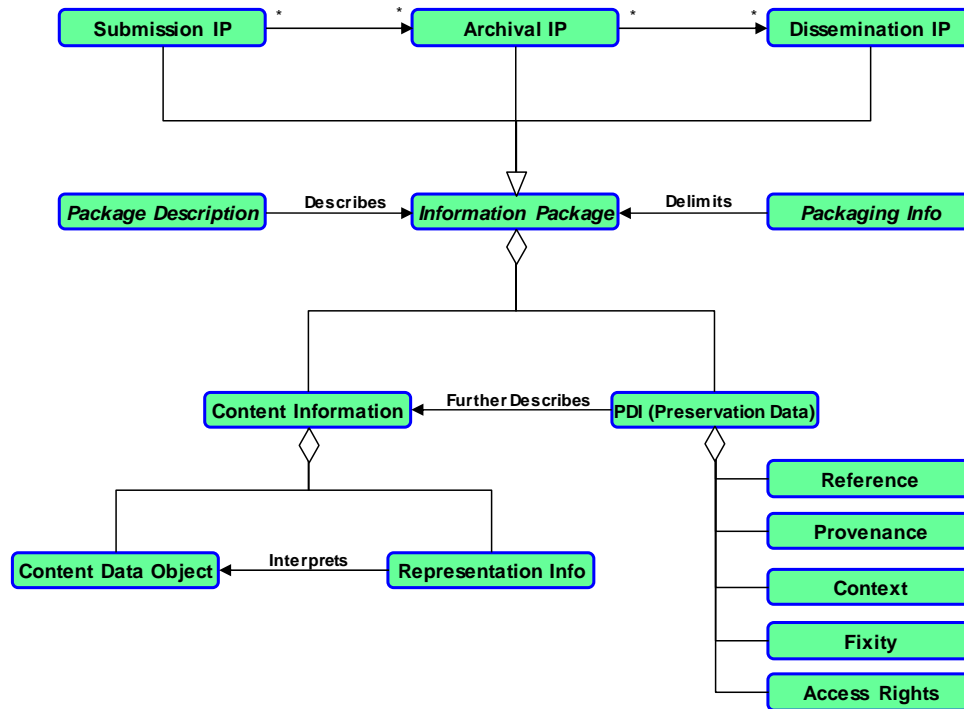 Submission IP
*
*
Archival IP
*
*
Dissemination IP
Package Description
Describes
Information Package
Delimits
Packaging Info
Content Information
Further Describes
PDI (Preservation Data)
Reference
Provenance
Content Data Object
Interprets
Representation Info
Context
Fixity
Access Rights